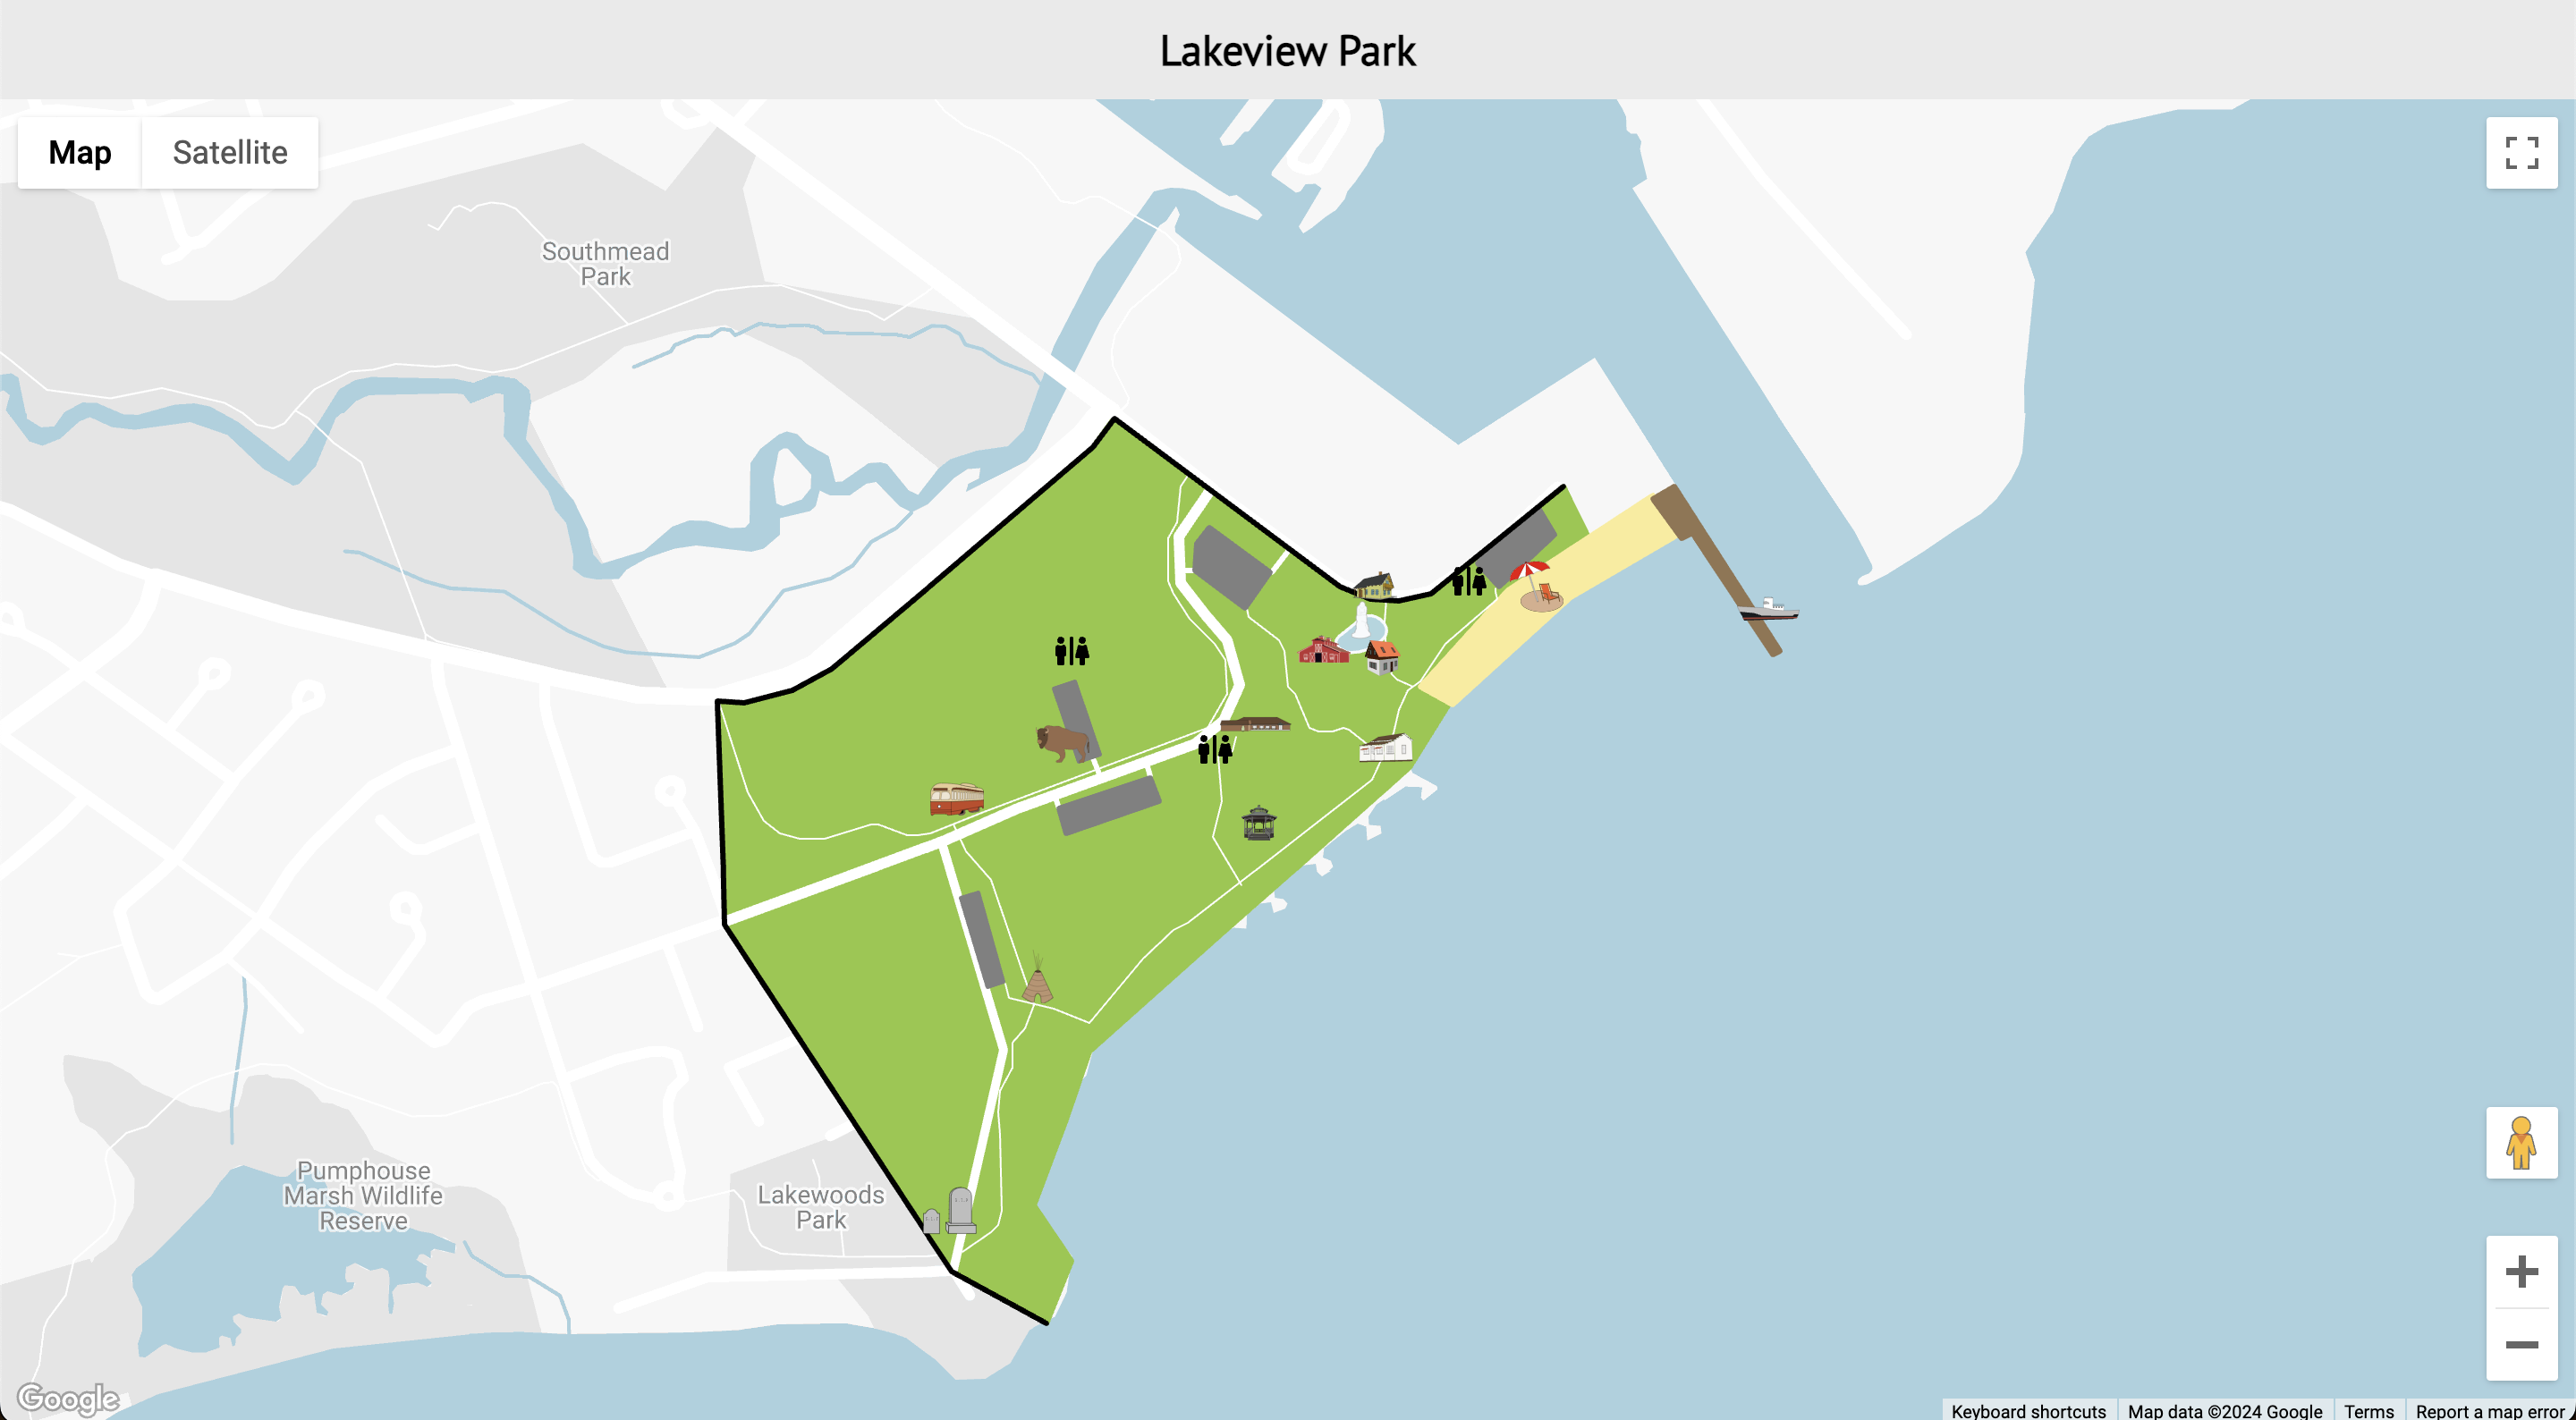 Lakeview Park
Map
Satellite
Southmead
Park
Pumphouse
Marsh Wildlife
Reserve
Lakewoods
Park
Google
Keyboard shortcuts
Map data ©2024 Google
Terms
Report a map error